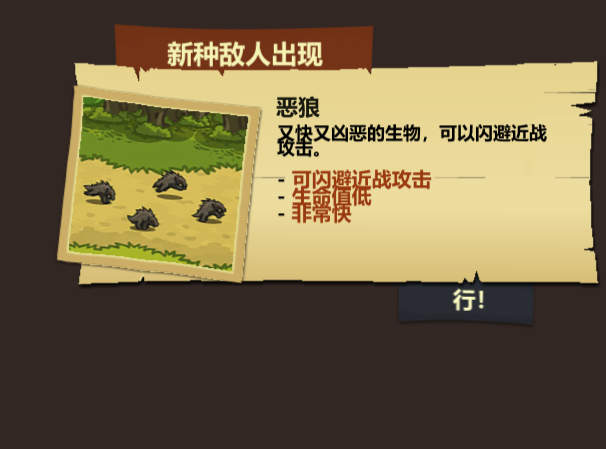 新种敌人出现
恶狼
又快又凶恶的生物，可以闪避近战
攻击。
- 可闪避近战攻击
- 生命值低
- 非常快
行！